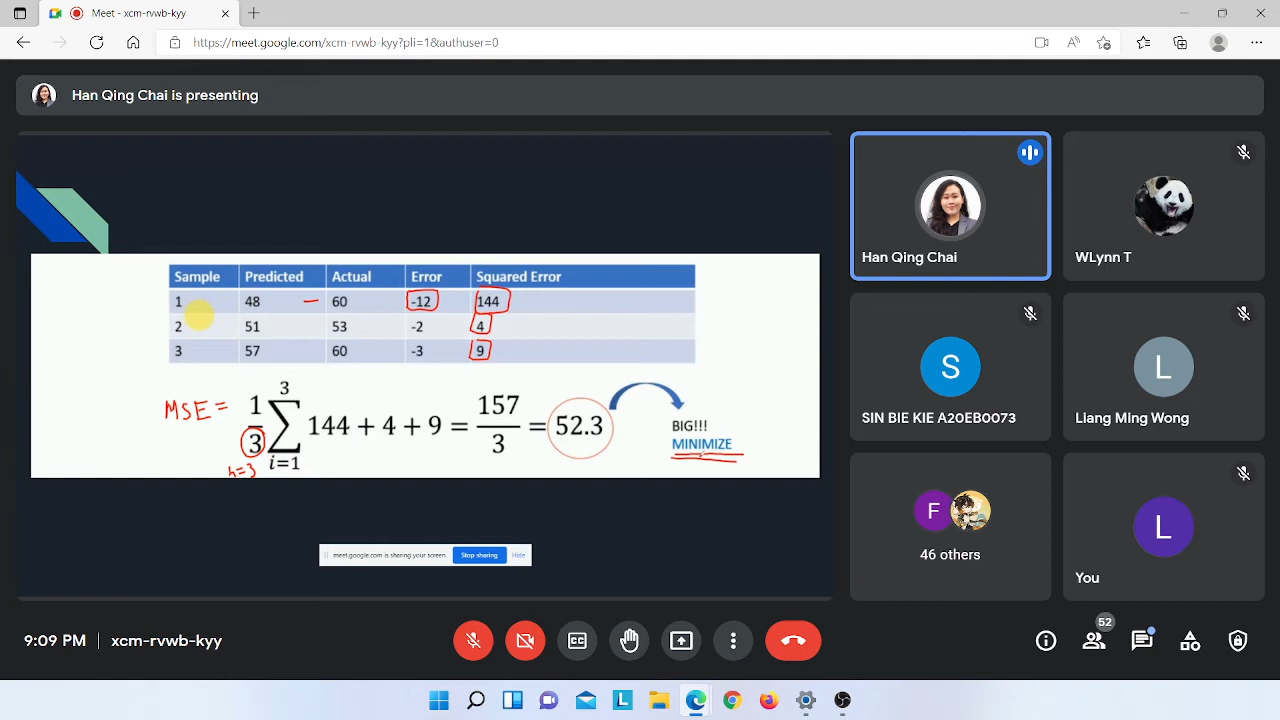 Meet - xcm-rvwb-kyy
https://meet.google.com/xcm-rvwb-kyy?pli=1&authuser=0
Han Qing Chai is presenting
Sample Predicted Actual Error Squared Error
1 48 60 -12 144
2 51 53 -2 4
3 57 60 -3 9
MSE = 1/3 3∑i=1 144 + 4 + 9 = 157/3 = 52.3
n=3
BIG!!!
MINIMIZE
meet.google.com is sharing your screen. Stop sharing Hide
Han Qing Chai
WLynn T
S
SIN BIE KIE A20EB0073
L
Liang Ming Wong
F
46 others
L
You
9:09 PM | xcm-rvwb-kyy
CC
52
L